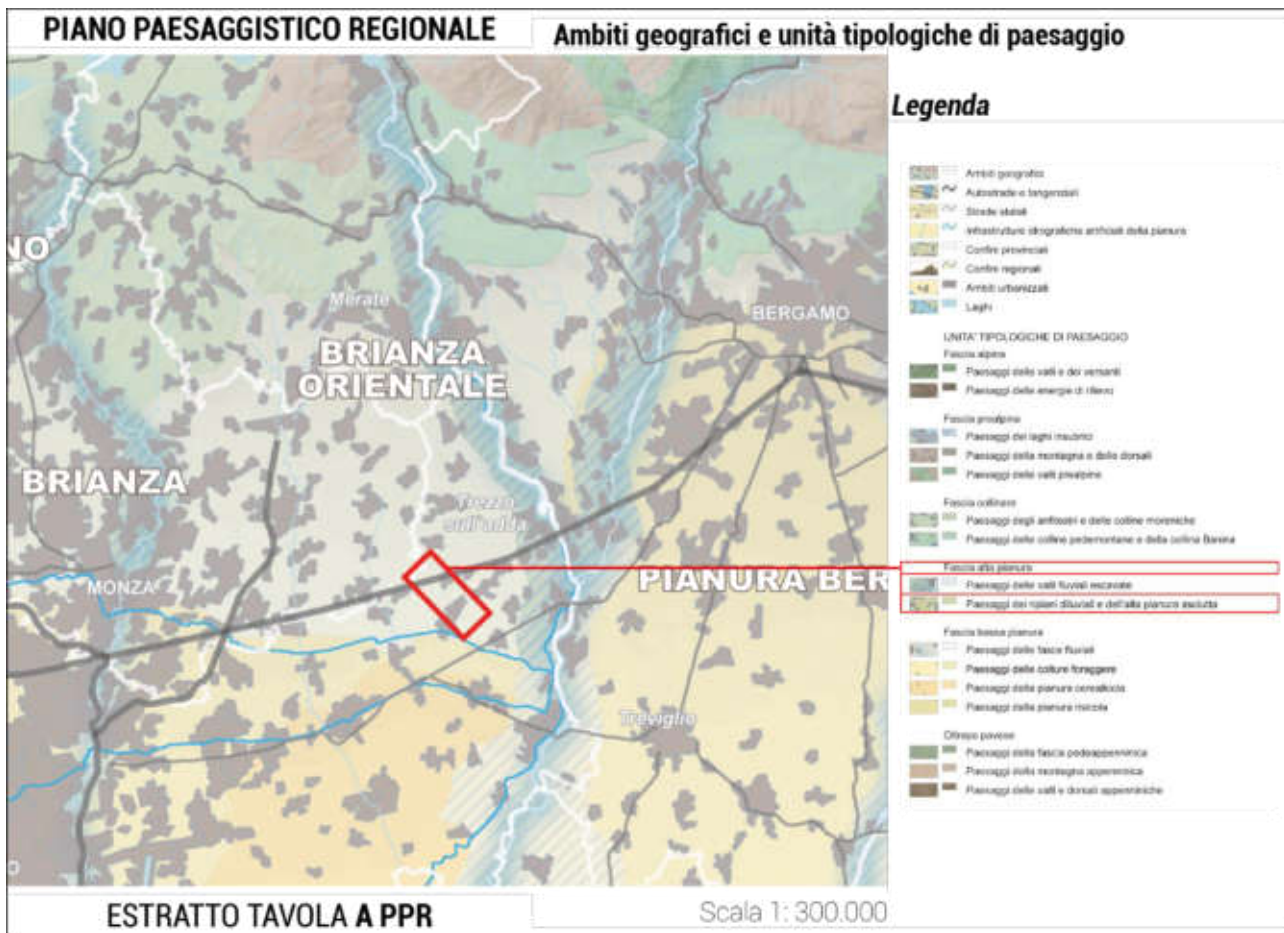 PIANO PAESAGGISTICO REGIONALE
Ambiti geografici e unità tipologiche di paesaggio
Legenda
Ambiti geografici
Autostrade e tangenziali
Strade statali
Infrastrutture idrografiche artificiali della pianura
Confini provinciali
Confini regionali
Ambiti urbanizzati
Laghi
UNITA' TIPOLOGICHE DI PAESAGGIO
Fascia alpina
Paesaggi delle valli e dei versanti
Paesaggi delle energie di rilievo
Fascia prealpina
Paesaggi dei laghi insubrici
Paesaggi della montagna e delle dorsali
Paesaggi delle valli prealpine
Fascia collinare
Paesaggi degli anfiteatri e delle colline moreniche
Paesaggi delle colline pedemontane e della collina Banina
Fascia alta pianura
Paesaggi delle valli fluviali escavate
Paesaggi dei ripiani diluviali e dell'alta pianura asciutta
Fascia bassa pianura
Paesaggi delle fasce fluviali
Paesaggi delle colture foraggere
Paesaggi della pianura cerealicola
Paesaggi della pianura risicola
Oltrepo pavese
Paesaggi della fascia pedeappenninica
Paesaggi della montagna appenninica
Paesaggi delle valli e dorsali appenniniche
NO
Merate
BERGAMO
BRIANZA
ORIENTALE
BRIANZA
Trezzo
sull'adda
MONZA
PIANURA BER
Treviglio
O
ESTRATTO TAVOLA A PPR
Scala 1: 300.000